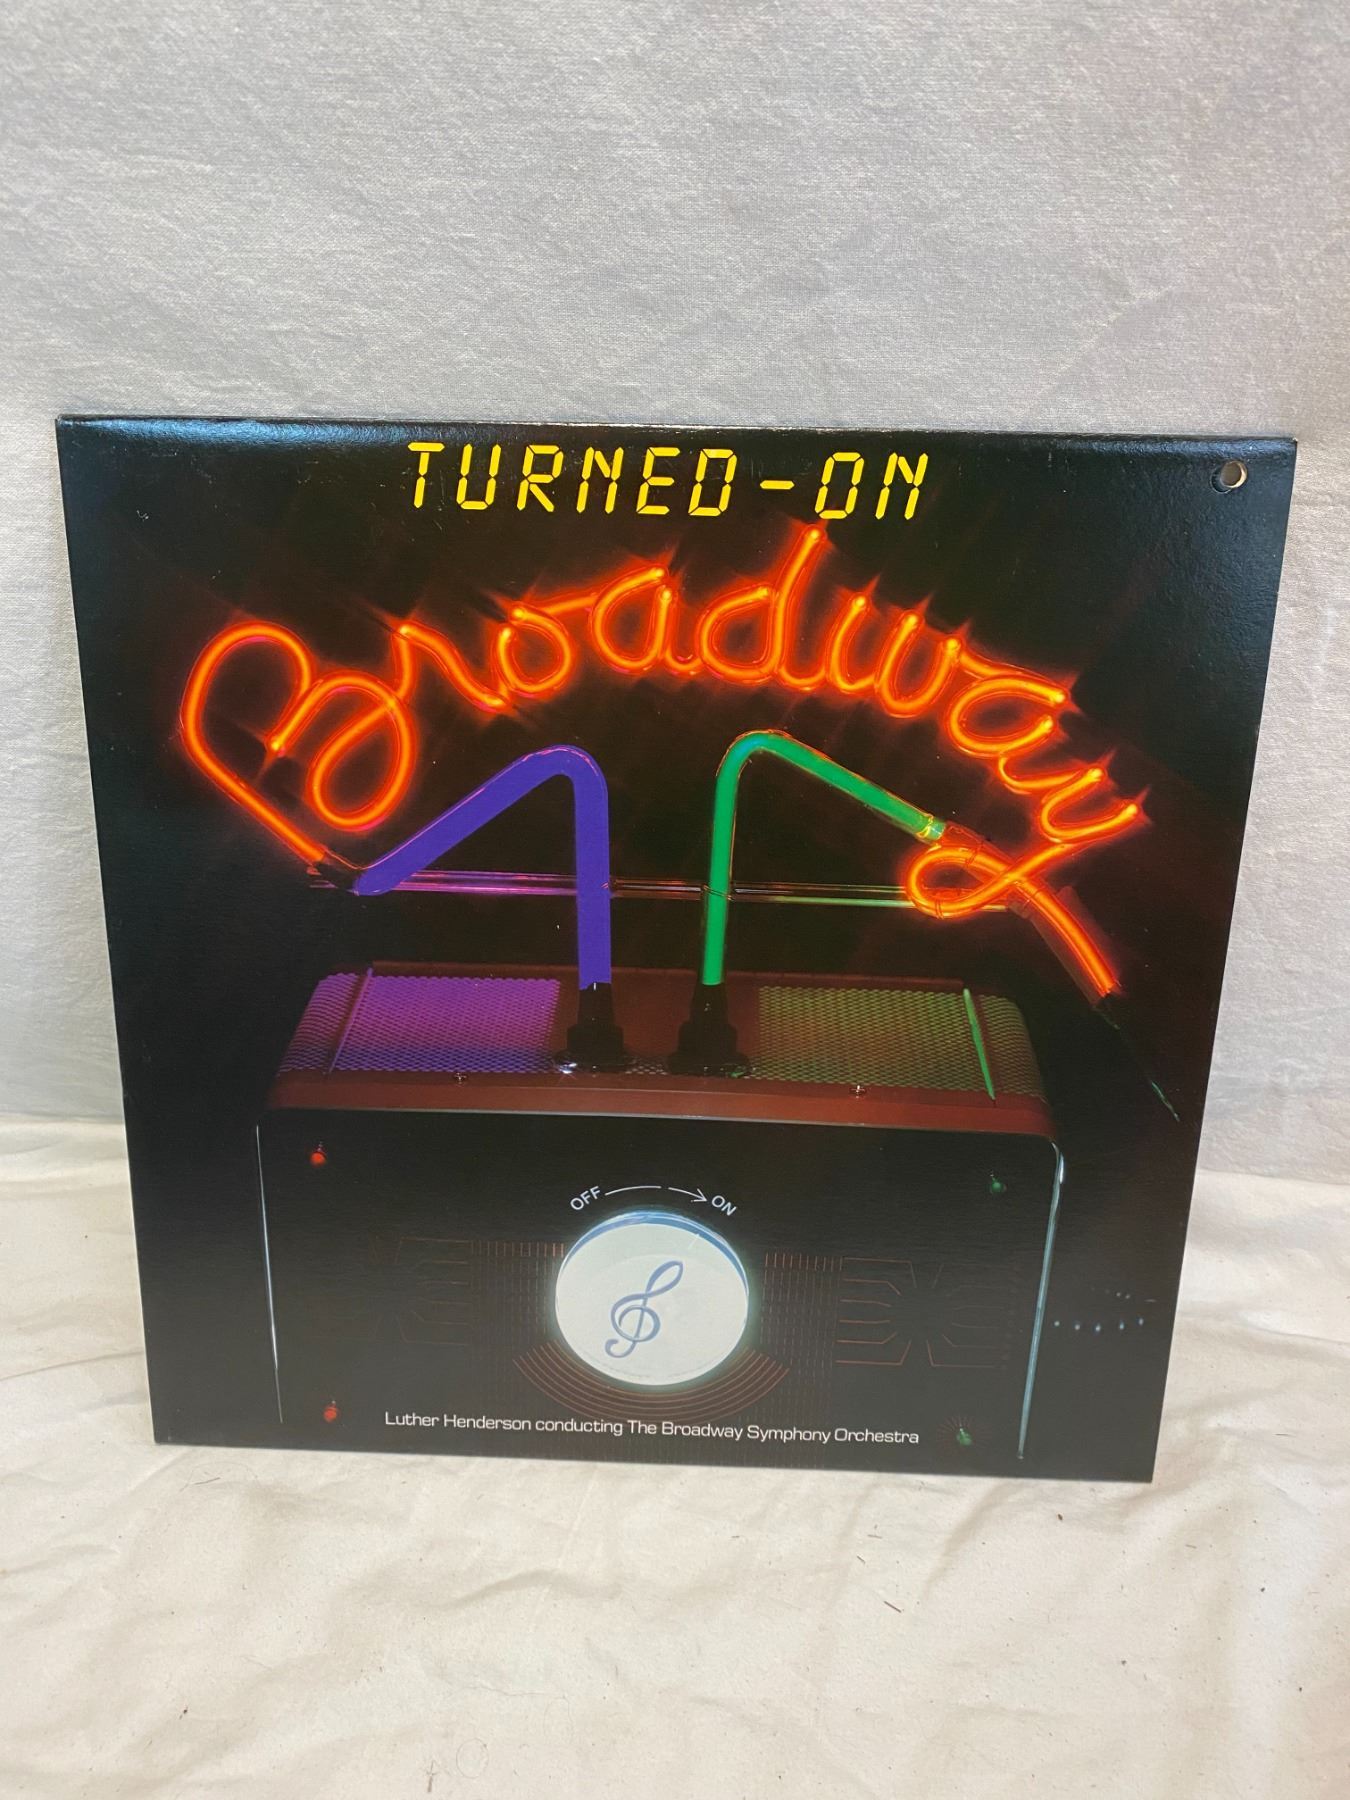 TURNED-ON
Broadway
OFF → ON
Luther Henderson conducting The Broadway Symphony Orchestra